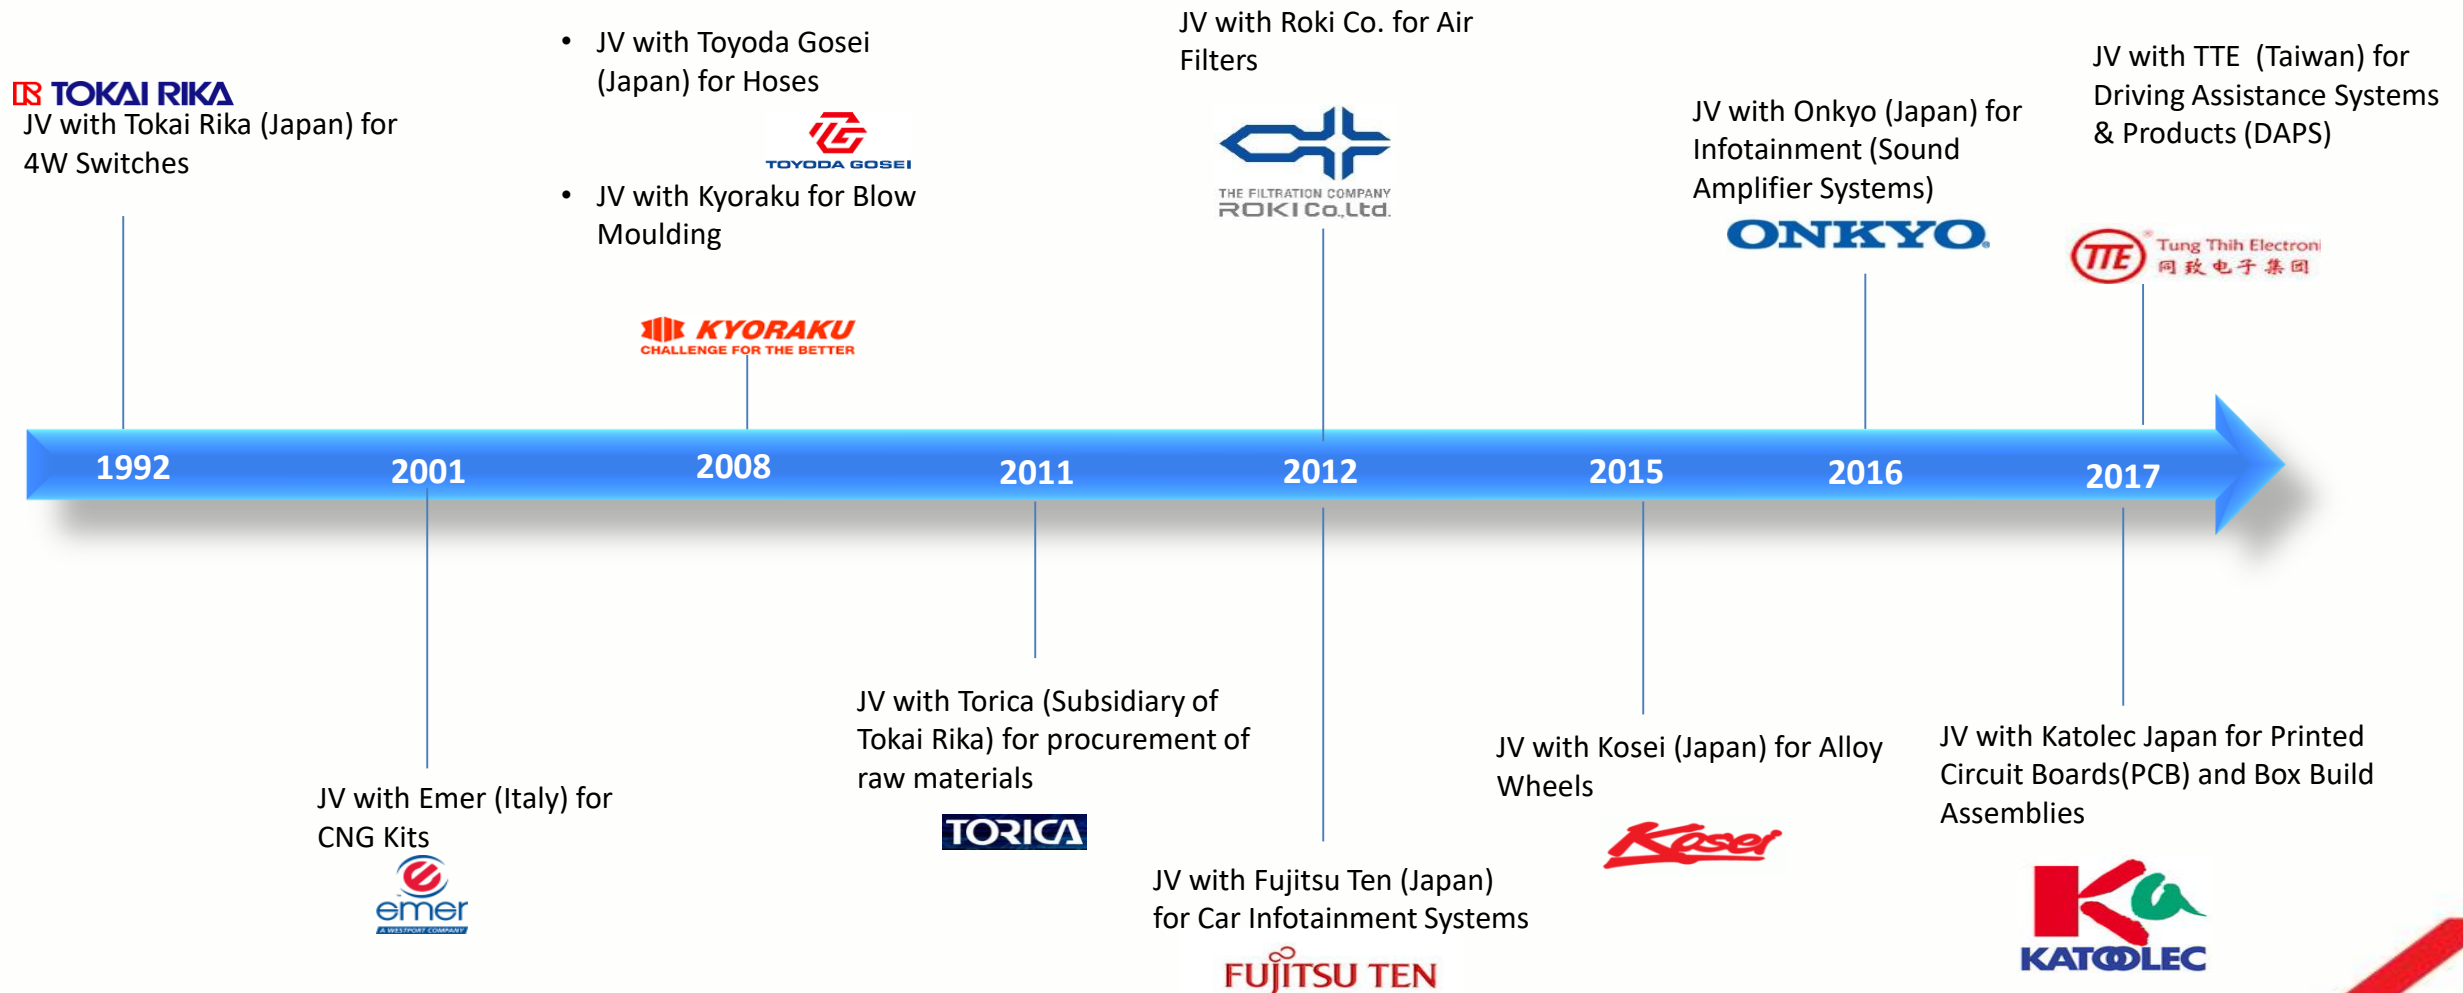 TOKAI RIKA
JV with Tokai Rika (Japan) for
4W Switches
• JV with Toyoda Gosei
(Japan) for Hoses
TOYODA GOSEI
• JV with Kyoraku for Blow
Moulding
KYORAKU
CHALLENGE FOR THE BETTER
JV with Roki Co. for Air
Filters
THE FILTRATION COMPANY
ROKI Co.,Ltd.
JV with Onkyo (Japan) for
Infotainment (Sound
Amplifier Systems)
ONKYO
JV with TTE (Taiwan) for
Driving Assistance Systems
& Products (DAPS)
TTE
Tung Thih Electroni
同致电子集团
1992
2001
2008
2011
2012
2015
2016
2017
JV with Emer (Italy) for
CNG Kits
emer
A WESTPORT COMPANY
JV with Torica (Subsidiary of
Tokai Rika) for procurement of
raw materials
TORICA
JV with Fujitsu Ten (Japan)
for Car Infotainment Systems
FUJITSU TEN
JV with Kosei (Japan) for Alloy
Wheels
Kosei
JV with Katolec Japan for Printed
Circuit Boards(PCB) and Box Build
Assemblies
KATOOLEC